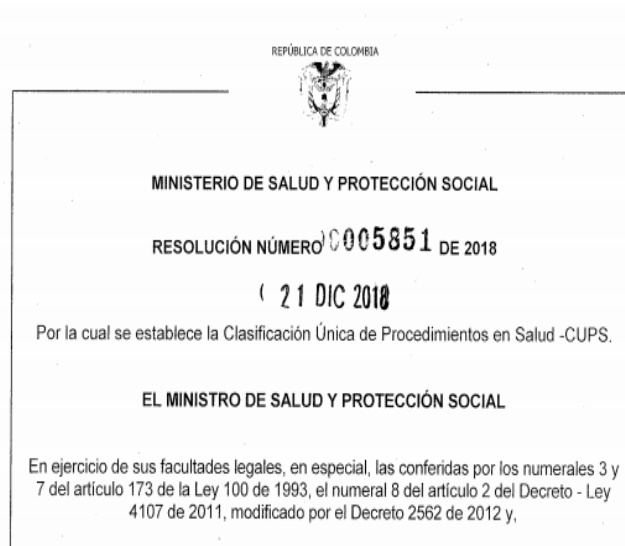 REPÚBLICA DE COLOMBIA
MINISTERIO DE SALUD Y PROTECCIÓN SOCIAL
RESOLUCIÓN NÚMERO 0005851 DE 2018
( 21 DIC 2018
Por la cual se establece la Clasificación Única de Procedimientos en Salud -CUPS.
EL MINISTRO DE SALUD Y PROTECCIÓN SOCIAL
En ejercicio de sus facultades legales, en especial, las conferidas por los numerales 3 y
7 del artículo 173 de la Ley 100 de 1993, el numeral 8 del artículo 2 del Decreto - Ley
4107 de 2011, modificado por el Decreto 2562 de 2012 y,